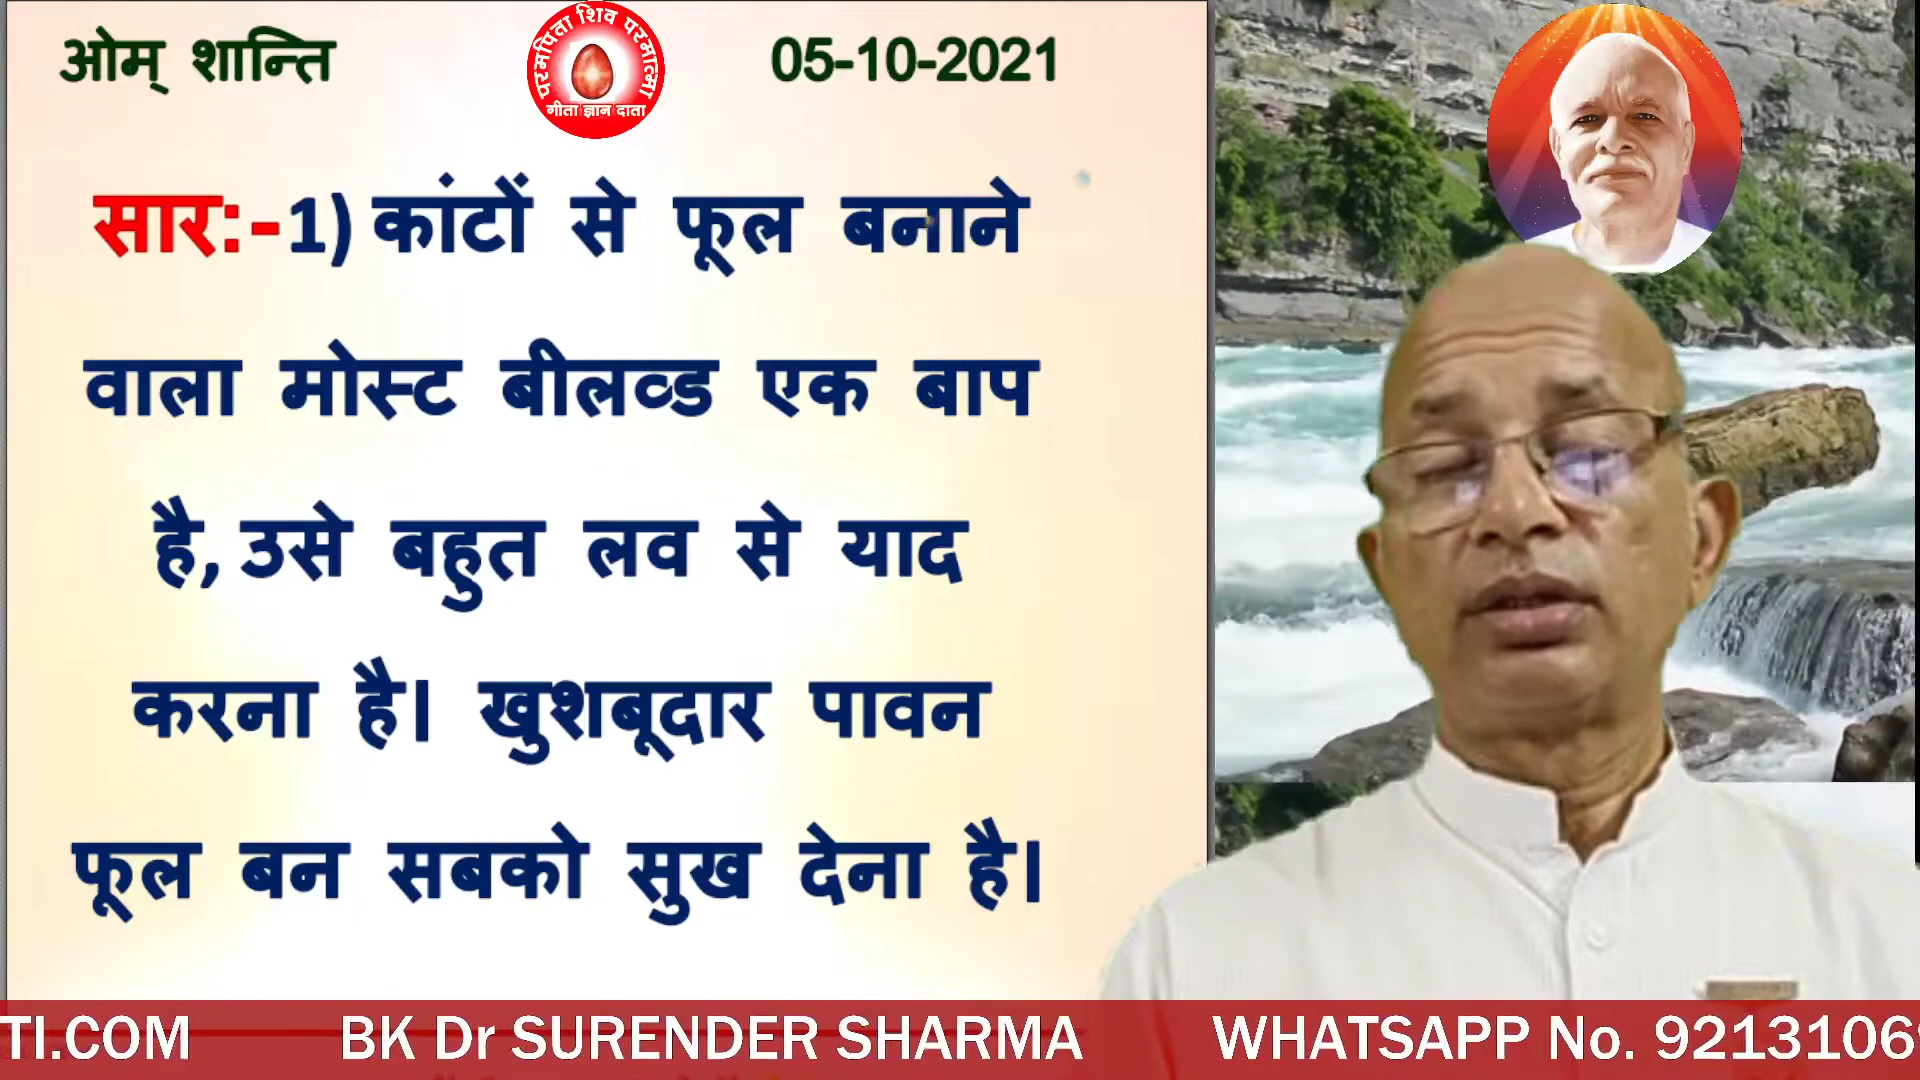 ओम् शान्ति
परमपिता शिव परमात्मा
गीता ज्ञान दाता
05-10-2021
सार:-1) कांटों से फूल बनाने
वाला मोस्ट बीलव्ड एक बाप
है, उसे बहुत लव से याद
करना है। खुशबूदार पावन
फूल बन सबको सुख देना है।
TI.COM BK Dr SURENDER SHARMA WHATSAPP No. 9213106